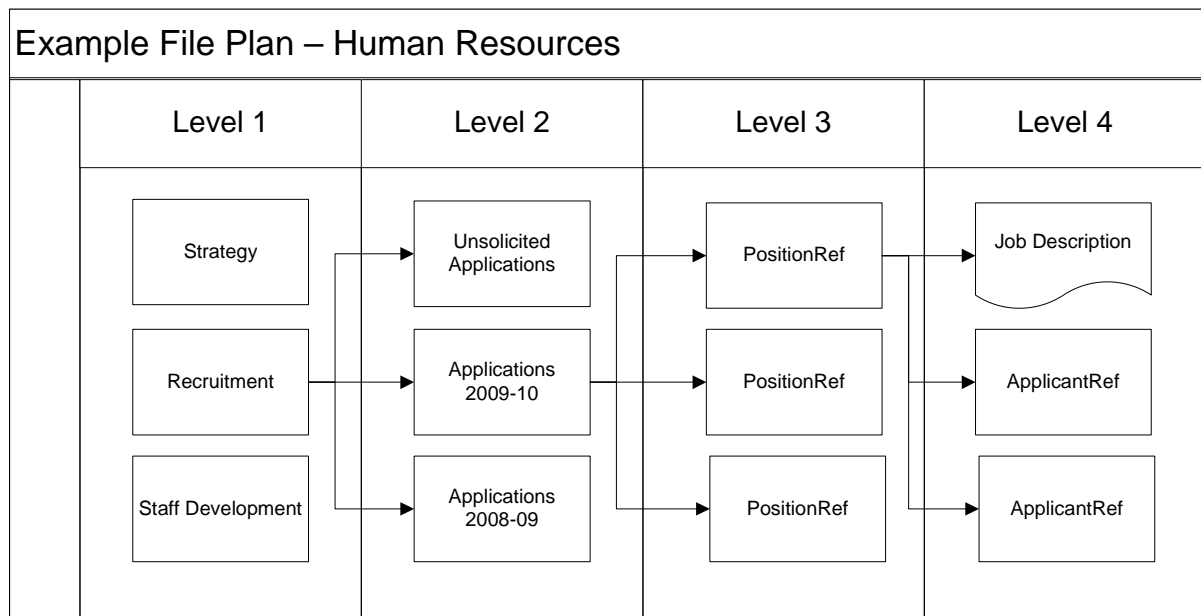 Example File Plan – Human Resources
Level 1
Level 2
Level 3
Level 4
Strategy
Unsolicited
Applications
PositionRef
Job Description
Recruitment
Applications
2009-10
PositionRef
ApplicantRef
Staff Development
Applications
2008-09
PositionRef
ApplicantRef